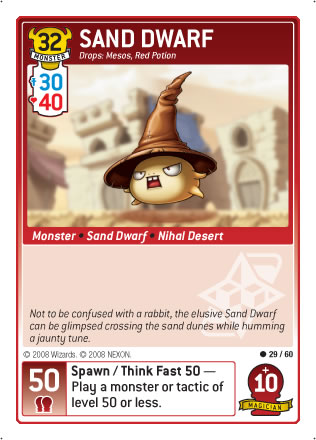 32
MONSTER
SAND DWARF
Drops: Mesos, Red Potion
30
40
Monster • Sand Dwarf • Nihal Desert
Not to be confused with a rabbit, the elusive Sand Dwarf
can be glimpsed crossing the sand dunes while humming
a jaunty tune.
© 2008 Wizards. © 2008 NEXON.
● 29 / 60
50
Spawn / Think Fast 50 —
Play a monster or tactic of
level 50 or less.
+
10
MAGICIAN